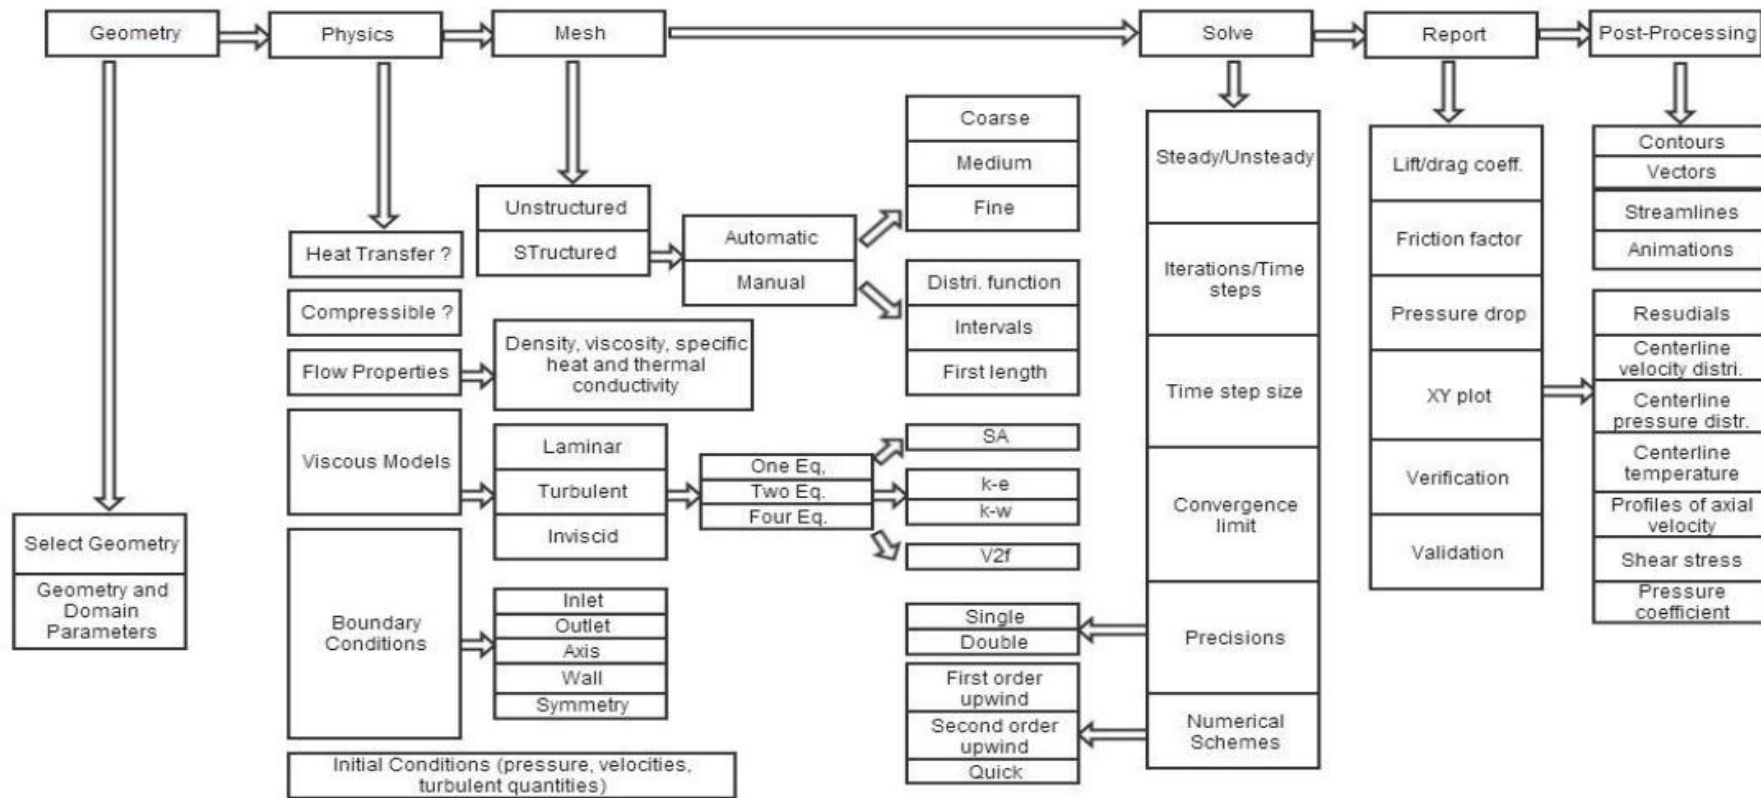 Geometry
Physics
Mesh
Solve
Report
Post-Processing
Select Geometry
Geometry and
Domain
Parameters
Heat Transfer ?
Compressible ?
Flow Properties
Density, viscosity, specific
heat and thermal
conductivity
Viscous Models
Laminar
Turbulent
Inviscid
One Eq,
Two Eq.
Four Eq.
SA
k-e
k-w
V2f
Boundary
Conditions
Inlet
Outlet
Axis
Wall
Symmetry
Initial Conditions (pressure, velocities,
turbulent quantities)
Unstructured
STructured
Automatic
Manual
Coarse
Medium
Fine
Distri. function
Intervals
First length
Steady/Unsteady
Iterations/Time
steps
Time step size
Convergence
limit
Precisions
Numerical
Schemes
Single
Double
First order
upwind
Second order
upwind
Quick
Lift/drag coeff.
Friction factor
Pressure drop
XY plot
Verification
Validation
Contours
Vectors
Streamlines
Animations
Resudials
Centerline
velocity distri.
Centerline
pressure distr.
Centerline
temperature
Profiles of axial
velocity
Shear stress
Pressure
coefficient